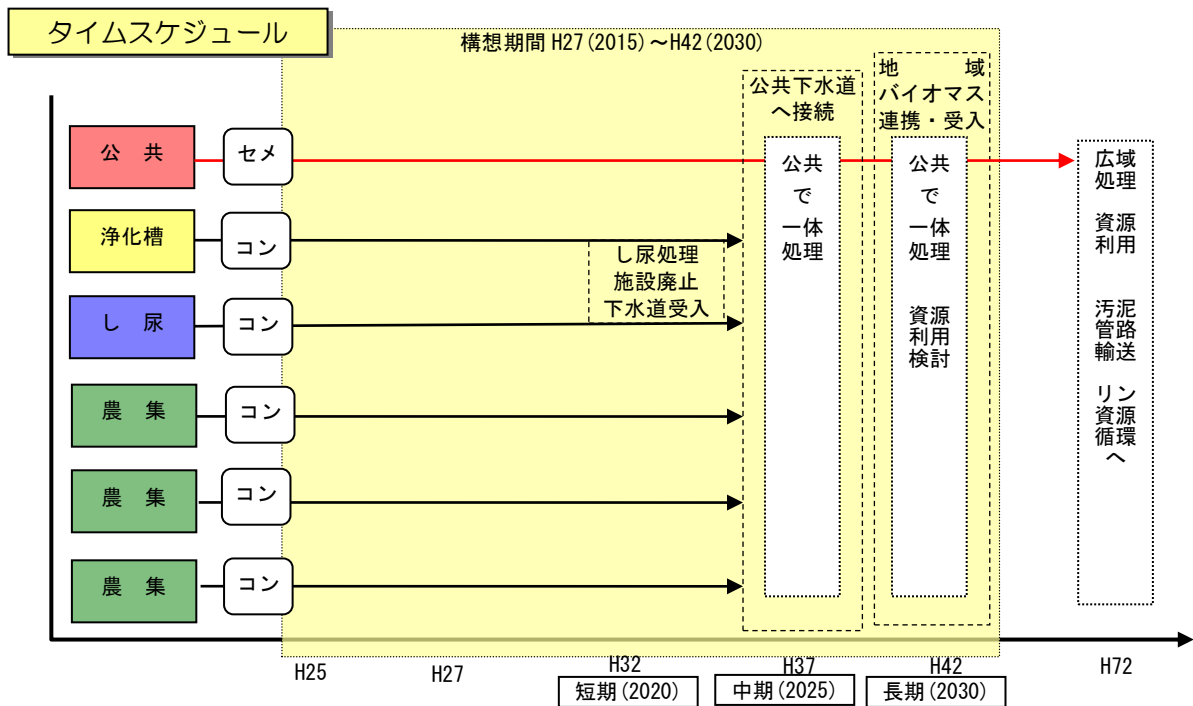 タイムスケジュール
構想期間 H27(2015)～H42(2030)
公共下水道
へ接続
地　　域
バイオマス
連携・受入
公　共
セメ
浄化槽
コン
し　尿
コン
農　集
コン
農　集
コン
農　集
コン
し尿処理
施設廃止
下水道受入
公共
で
一体
処理
公共
で
一体
処理
資源
利用
検討
広域
処理
資源
利用
汚泥
管路
輸送
リン
資源
循環
へ
H25
H27
H32
H37
H42
H72
短期(2020)
中期(2025)
長期(2030)